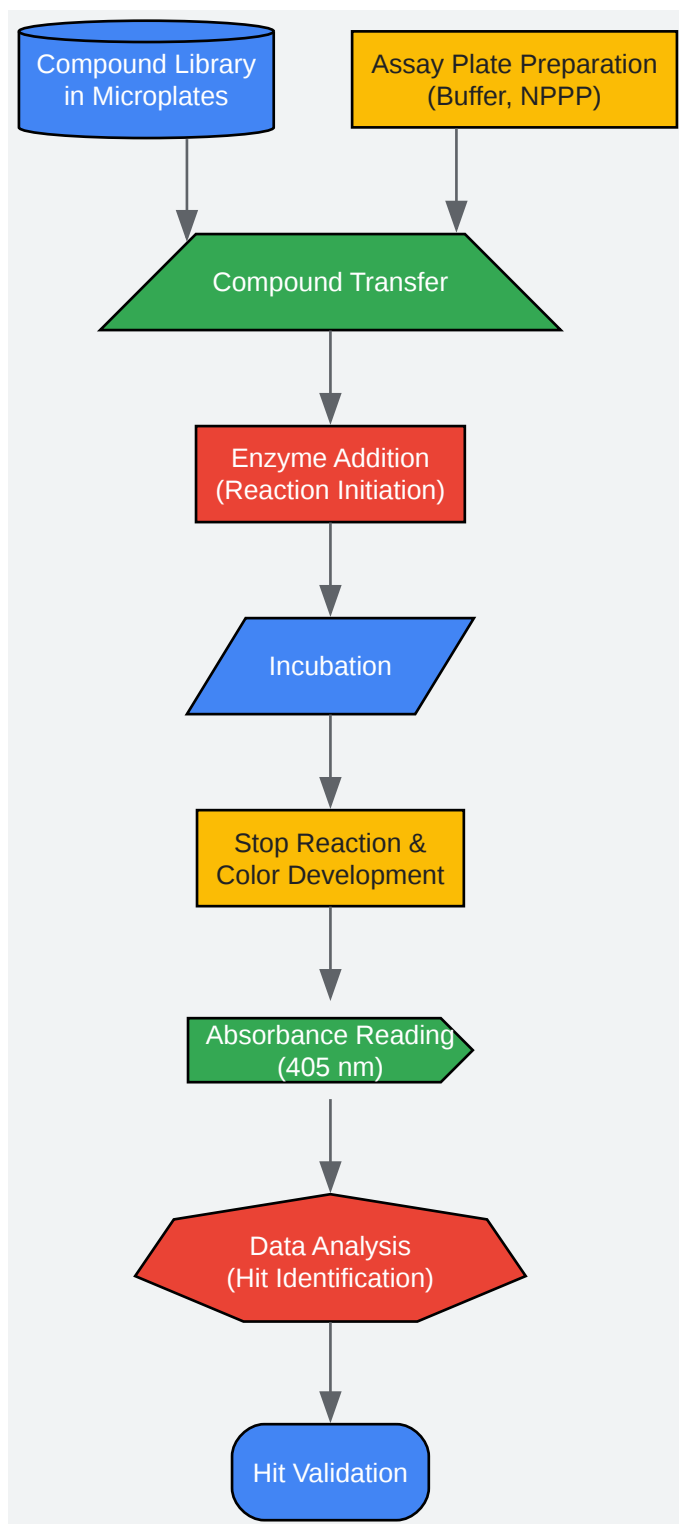 Compound Library
in Microplates
Assay Plate Preparation
(Buffer, NPPP)
Compound Transfer
Enzyme Addition
(Reaction Initiation)
Incubation
Stop Reaction &
Color Development
Absorbance Reading
(405 nm)
Data Analysis
(Hit Identification)
Hit Validation